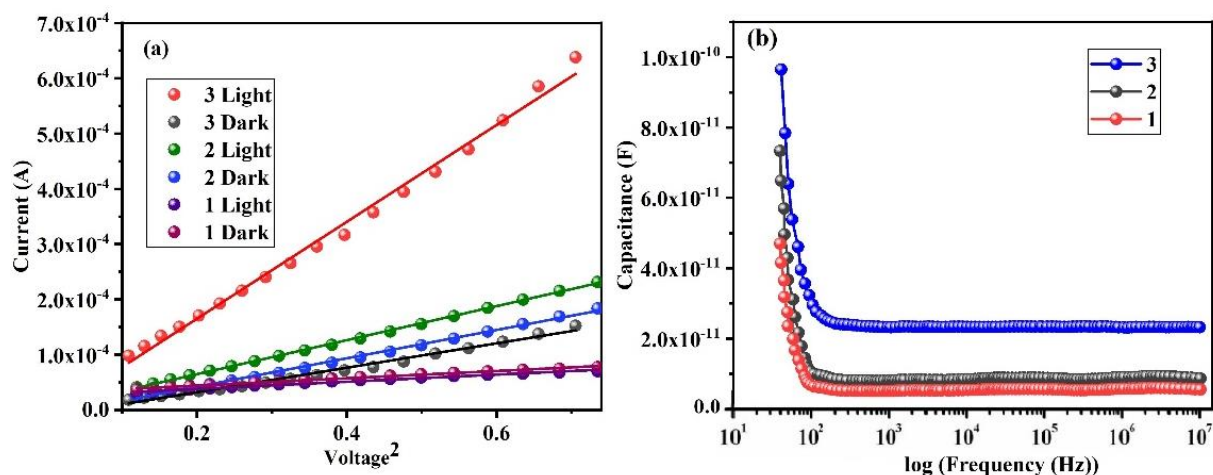 (a)
3 Light
3 Dark
2 Light
2 Dark
1 Light
1 Dark
Current (A)
7.0x10-4
6.0x10-4
5.0x10-4
4.0x10-4
3.0x10-4
2.0x10-4
1.0x10-4
0.0
0.2
0.4
0.6
Voltage2
(b)
3
2
1
Capacitance (F)
1.0x10-10
8.0x10-11
6.0x10-11
4.0x10-11
2.0x10-11
0.0
101
102
103
104
105
106
107
log (Frequency (Hz))